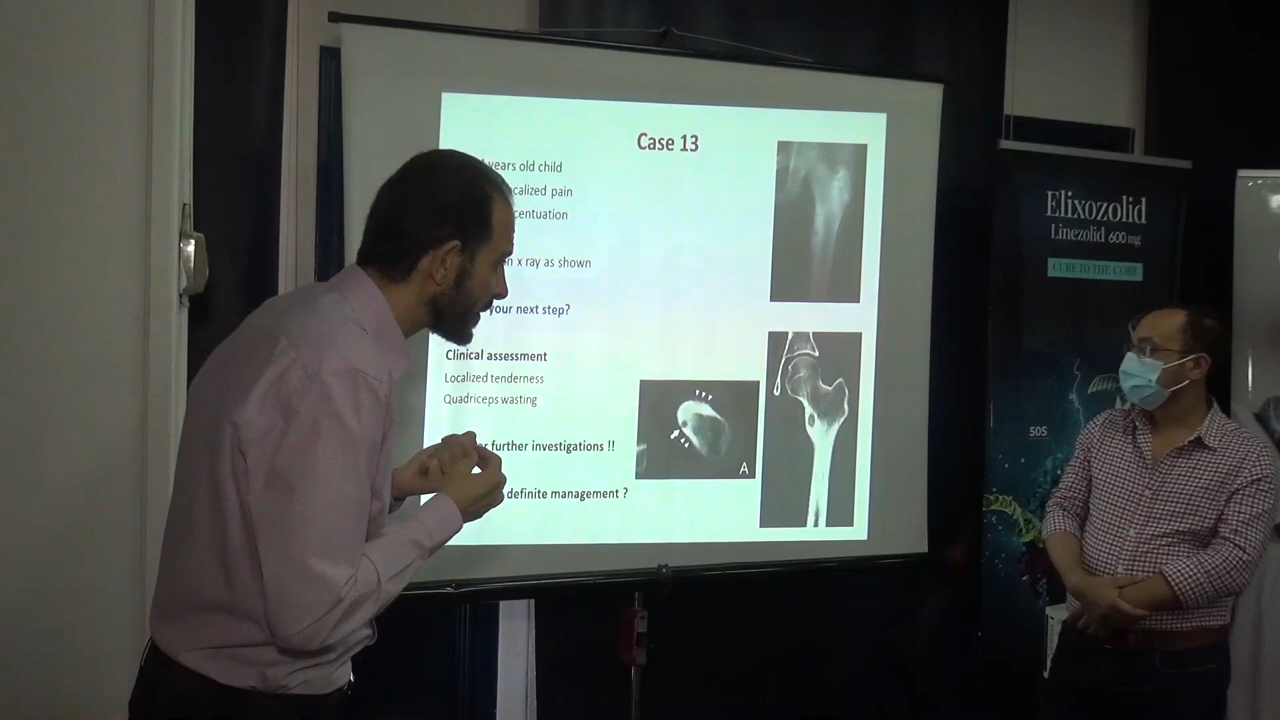 Case 13
years old child
calized pain
centuation
n x ray as shown
your next step?
Clinical assessment
Localized tenderness
Quadriceps wasting
further investigations !!
definite management ?
A
Elixozolid
Linezolid 600 mg
CURE TO THE CORE
SOS